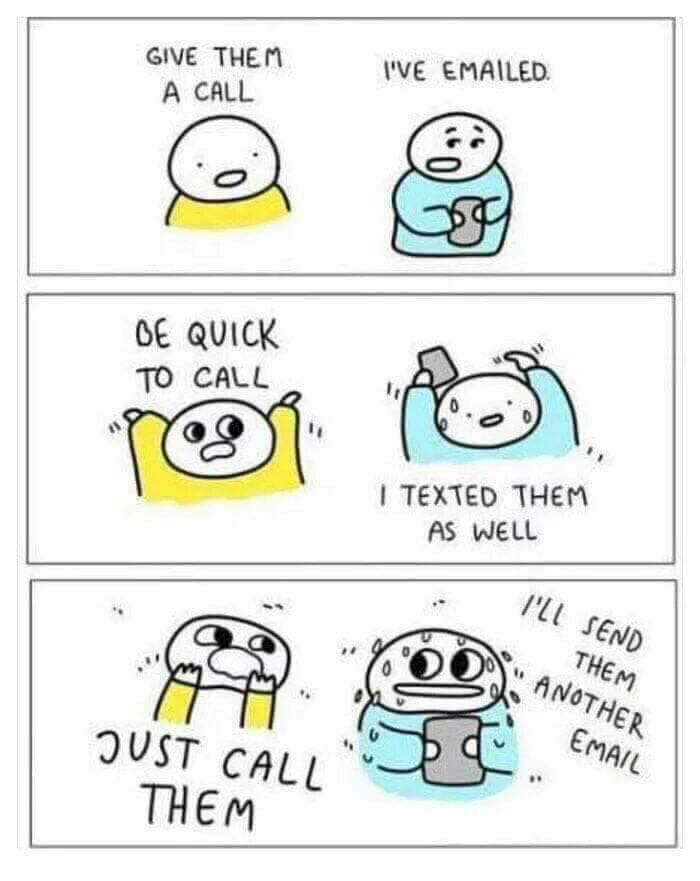 GIVE THEM
A CALL
I'VE EMAILED.
BE QUICK
TO CALL
I TEXTED THEM
AS WELL
JUST CALL
THEM
I'LL SEND
THEM
ANOTHER
EMAIL